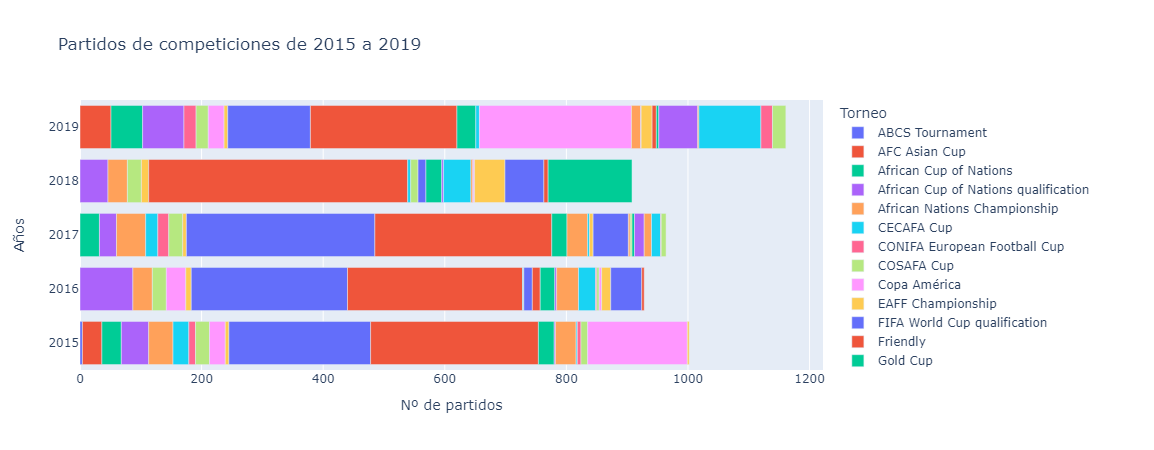 Partidos de competiciones de 2015 a 2019
Años
2019
2018
2017
2016
2015
0
200
400
600
800
1000
1200
Nº de partidos
Torneo
ABCS Tournament
AFC Asian Cup
African Cup of Nations
African Cup of Nations qualification
African Nations Championship
CECAFA Cup
CONIFA European Football Cup
COSAFA Cup
Copa América
EAFF Championship
FIFA World Cup qualification
Friendly
Gold Cup